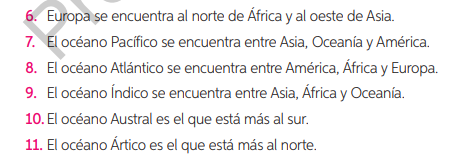 6. Europa se encuentra al norte de África y al oeste de Asia.
7. El océano Pacífico se encuentra entre Asia, Oceanía y América.
8. El océano Atlántico se encuentra entre América, África y Europa.
9. El océano Índico se encuentra entre Asia, África y Oceanía.
10. El océano Austral es el que está más al sur.
11. El océano Ártico es el que está más al norte.